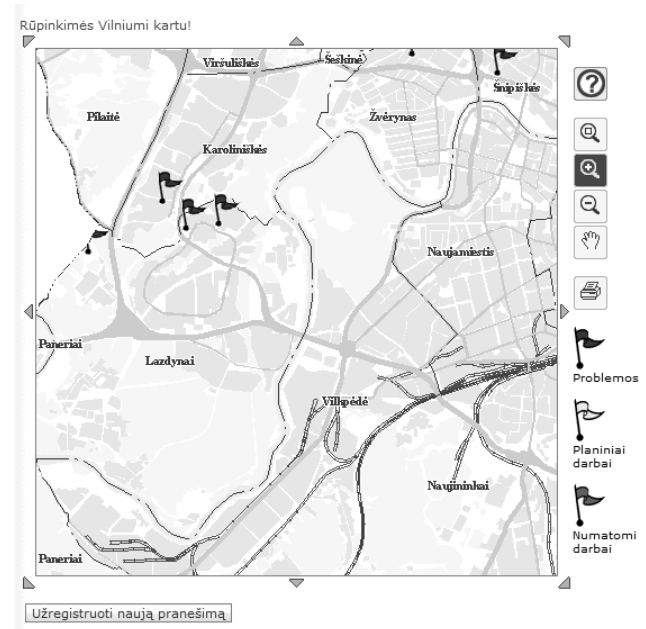 Rūpinkimės Vilniumi kartu!
Viršuliškės
Šeškinė
Šnipiškės
Pilaitė
Žvėrynas
Karoliniškės
Naujamiestis
Paneriai
Lazdynai
Problemos
Vilkpėdė
Planiniai
darbai
Naujininkai
Numatomi
darbai
Paneriai
Užregistruoti naują pranešimą